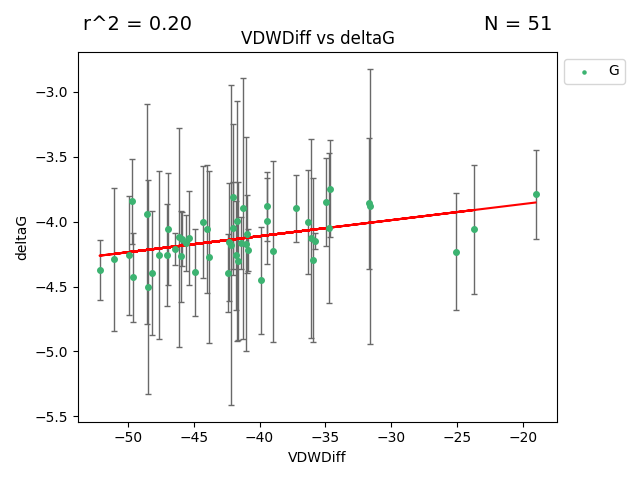 r^2 = 0.20 N = 51
VDWDiff vs deltaG
G
−3.0
−3.5
−4.0
−4.5
−5.0
−5.5
deltaG
−50 −45 −40 −35 −30 −25 −20
VDWDiff